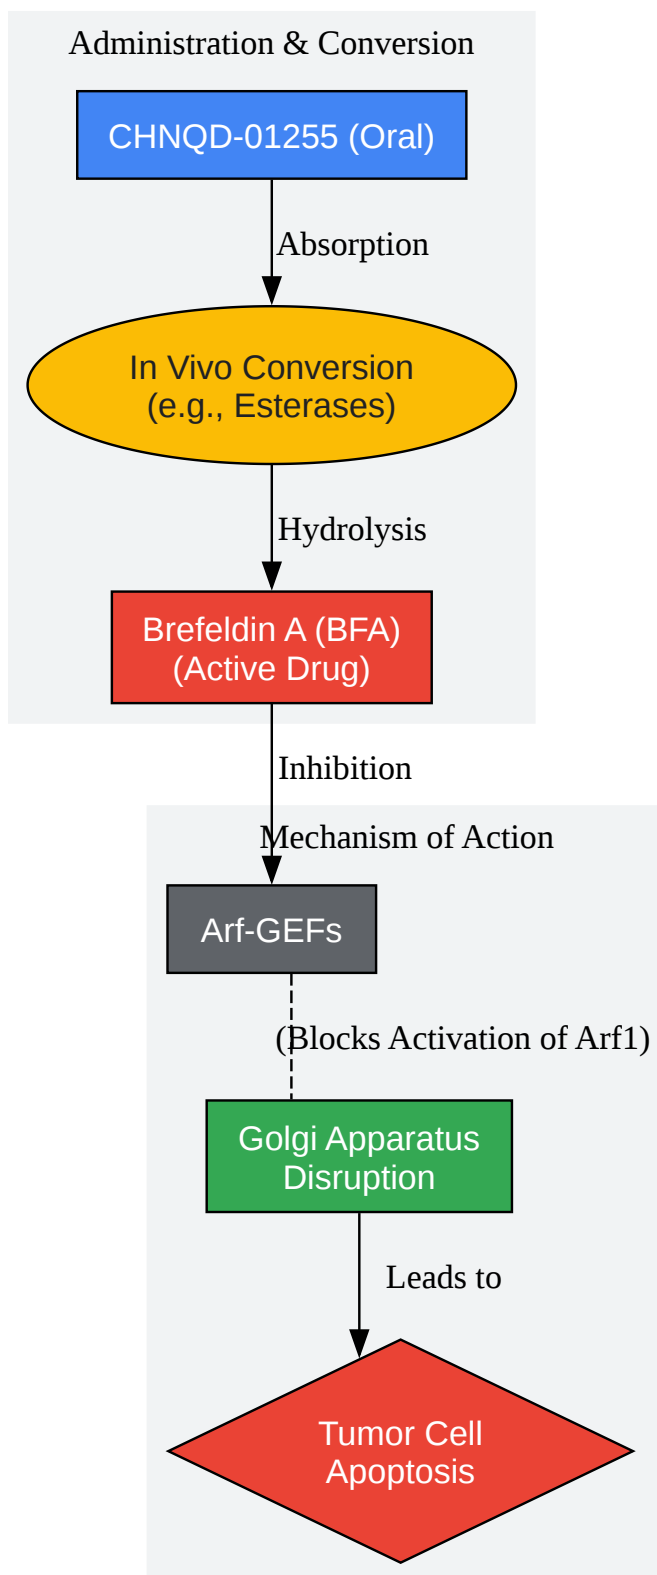 Administration & Conversion
CHNQD-01255 (Oral)
Absorption
In Vivo Conversion
(e.g., Esterases)
Hydrolysis
Brefeldin A (BFA)
(Active Drug)
Inhibition
Mechanism of Action
Arf-GEFs
(Blocks Activation of Arf1)
Golgi Apparatus
Disruption
Leads to
Tumor Cell
Apoptosis